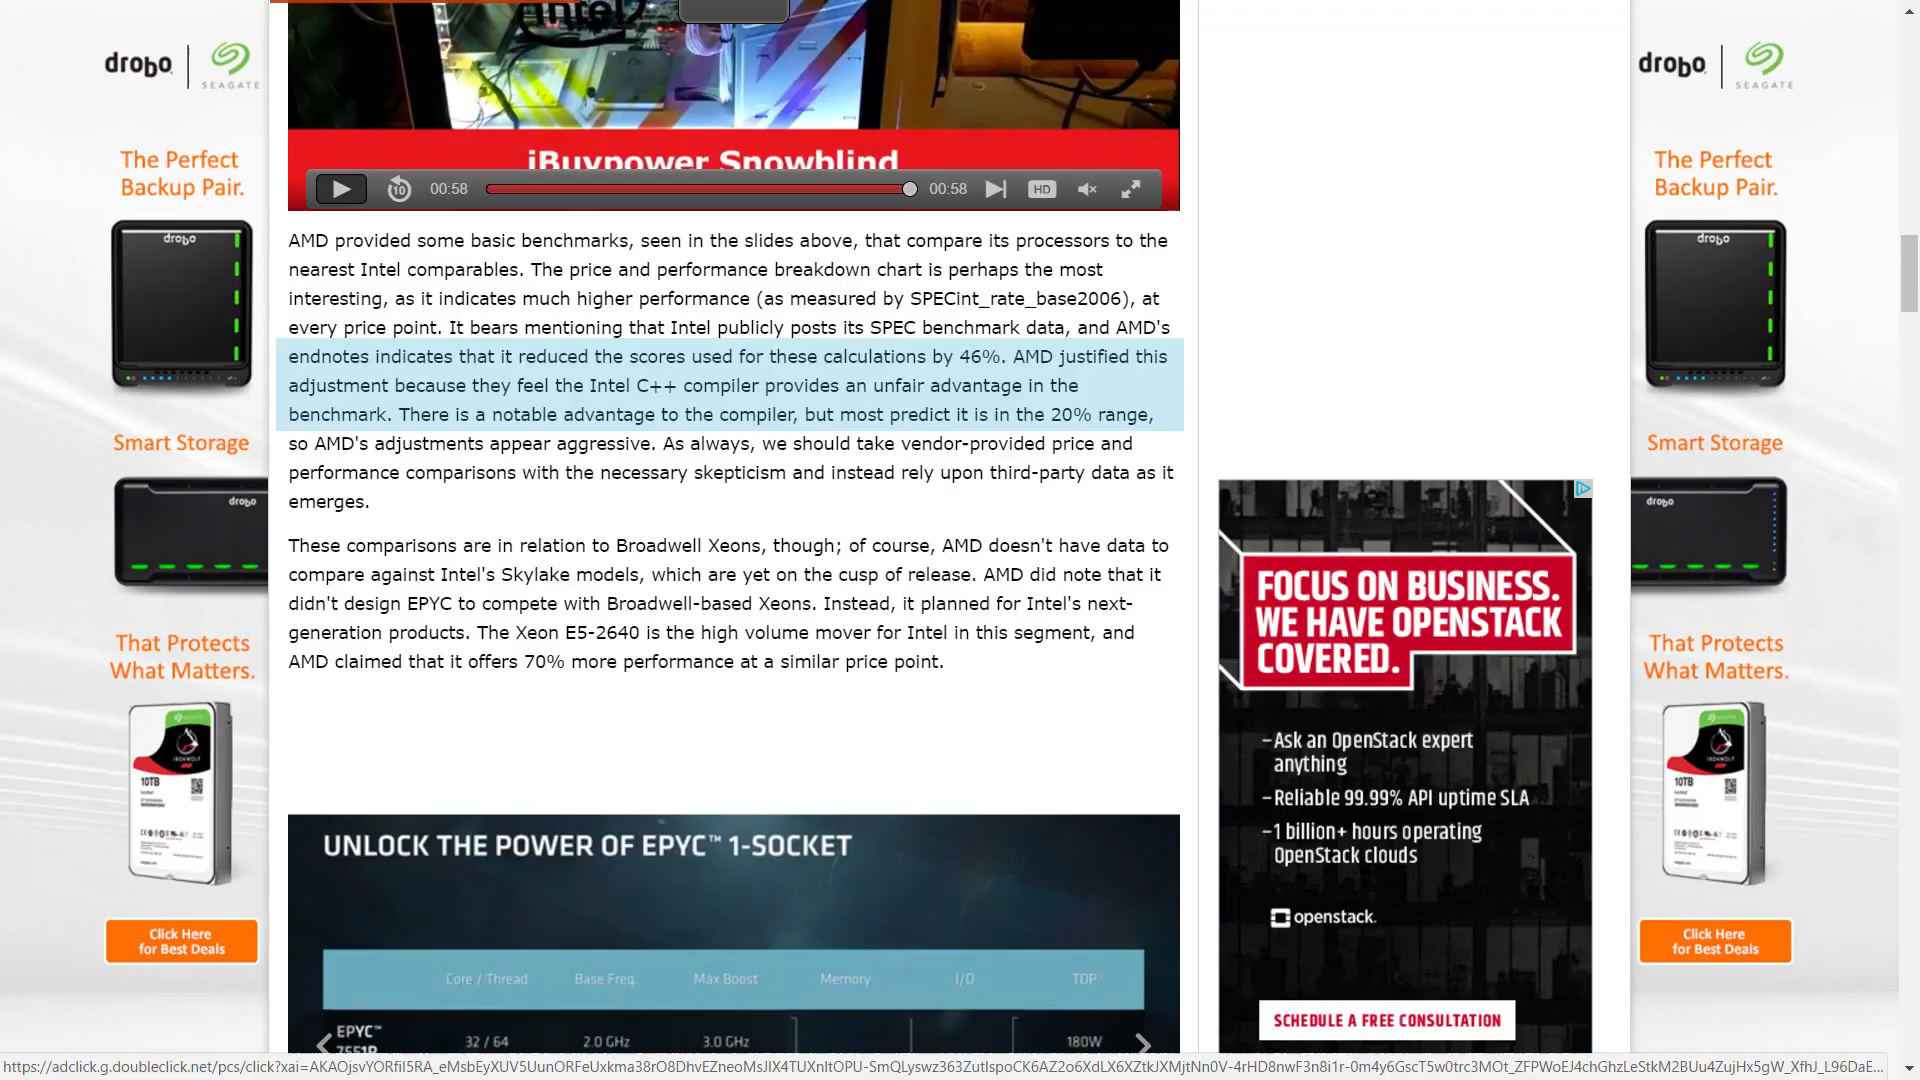 drobo
SEAGATE
The Perfect
Backup Pair.
drobo
Smart Storage
drobo
That Protects
What Matters.
IRONWOLF
10TB
Click Here
for Best Deals
iBuypower Snowblind
10
00:58
00:58
HD
AMD provided some basic benchmarks, seen in the slides above, that compare its processors to the
nearest Intel comparables. The price and performance breakdown chart is perhaps the most
interesting, as it indicates much higher performance (as measured by SPECint_rate_base2006), at
every price point. It bears mentioning that Intel publicly posts its SPEC benchmark data, and AMD's
endnotes indicates that it reduced the scores used for these calculations by 46%. AMD justified this
adjustment because they feel the Intel C++ compiler provides an unfair advantage in the
benchmark. There is a notable advantage to the compiler, but most predict it is in the 20% range,
so AMD's adjustments appear aggressive. As always, we should take vendor-provided price and
performance comparisons with the necessary skepticism and instead rely upon third-party data as it
emerges.
These comparisons are in relation to Broadwell Xeons, though; of course, AMD doesn't have data to
compare against Intel's Skylake models, which are yet on the cusp of release. AMD did note that it
didn't design EPYC to compete with Broadwell-based Xeons. Instead, it planned for Intel's next-
generation products. The Xeon E5-2640 is the high volume mover for Intel in this segment, and
AMD claimed that it offers 70% more performance at a similar price point.
UNLOCK THE POWER OF EPYC™ 1-SOCKET
Core / Thread Base Freq. Max Boost Memory I/O TDP
EPYC™
7551P 32 / 64 2.0 GHz 3.0 GHz 180W
FOCUS ON BUSINESS.
WE HAVE OPENSTACK
COVERED.
–Ask an OpenStack expert
anything
–Reliable 99.99% API uptime SLA
–1 billion+ hours operating
OpenStack clouds
openstack.
SCHEDULE A FREE CONSULTATION
drobo
SEAGATE
The Perfect
Backup Pair.
drobo
Smart Storage
drobo
That Protects
What Matters.
IRONWOLF
10TB
Click Here
for Best Deals